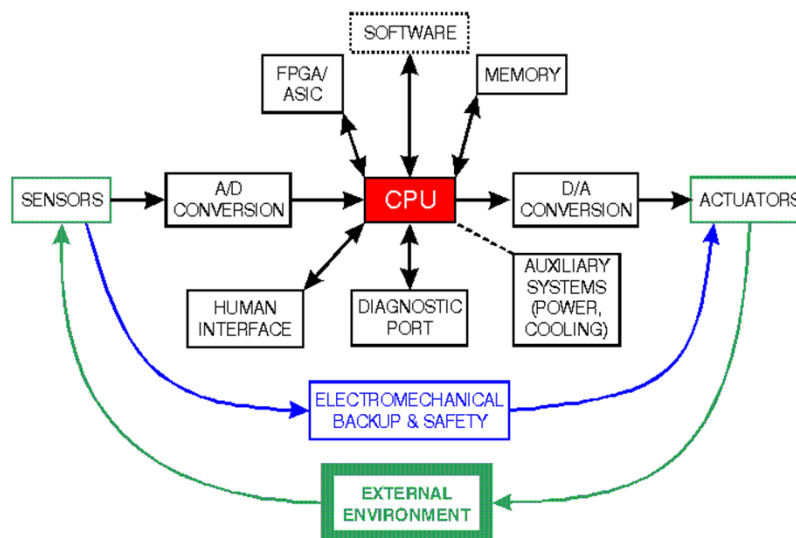 SOFTWARE
FPGA/
ASIC
MEMORY
SENSORS
A/D
CONVERSION
CPU
D/A
CONVERSION
ACTUATORS
HUMAN
INTERFACE
DIAGNOSTIC
PORT
AUXILIARY
SYSTEMS
(POWER,
COOLING)
ELECTROMECHANICAL
BACKUP & SAFETY
EXTERNAL
ENVIRONMENT